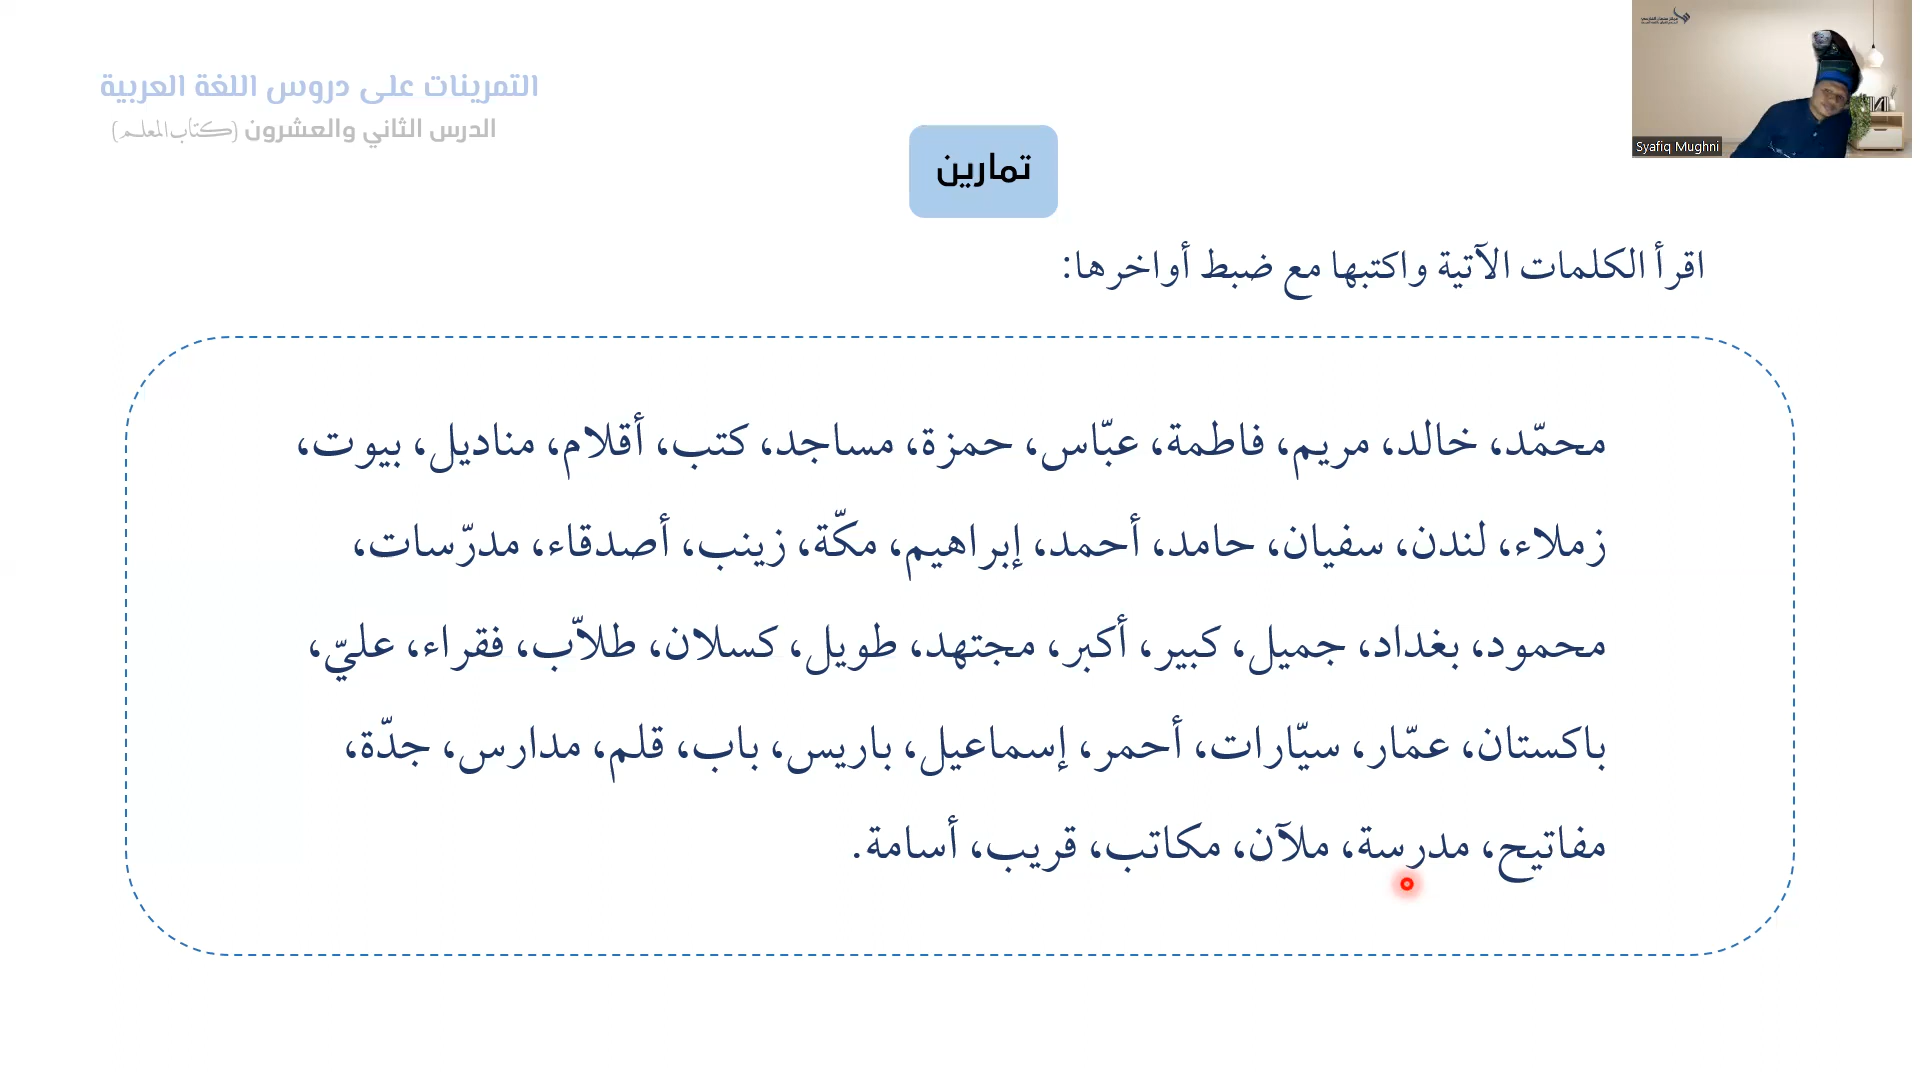 التمرينات على دروس اللغة العربية
الدرس الثاني والعشرون (كتاب المعلم)
تمارين
Syafiq Mughni
اقرأ الكلمات الآتية واكتبها مع ضبط أواخرها:
محمّد، خالد، مريم، فاطمة، عبّاس، حمزة، مساجد، كتب، أقلام، مناديل، بيوت،
زملاء، لندن، سفيان، حامد، أحمد، إبراهيم، مكّة، زينب، أصدقاء، مدرّسات،
محمود، بغداد، جميل، كبير، أكبر، مجتهد، طويل، كسلان، طلاّب، فقراء، عليّ،
باكستان، عمّار، سيّارات، أحمر، إسماعيل، باريس، باب، قلم، مدارس، جدّة،
مفاتيح، مدرسة، ملآن، مكاتب، قريب، أسامة.